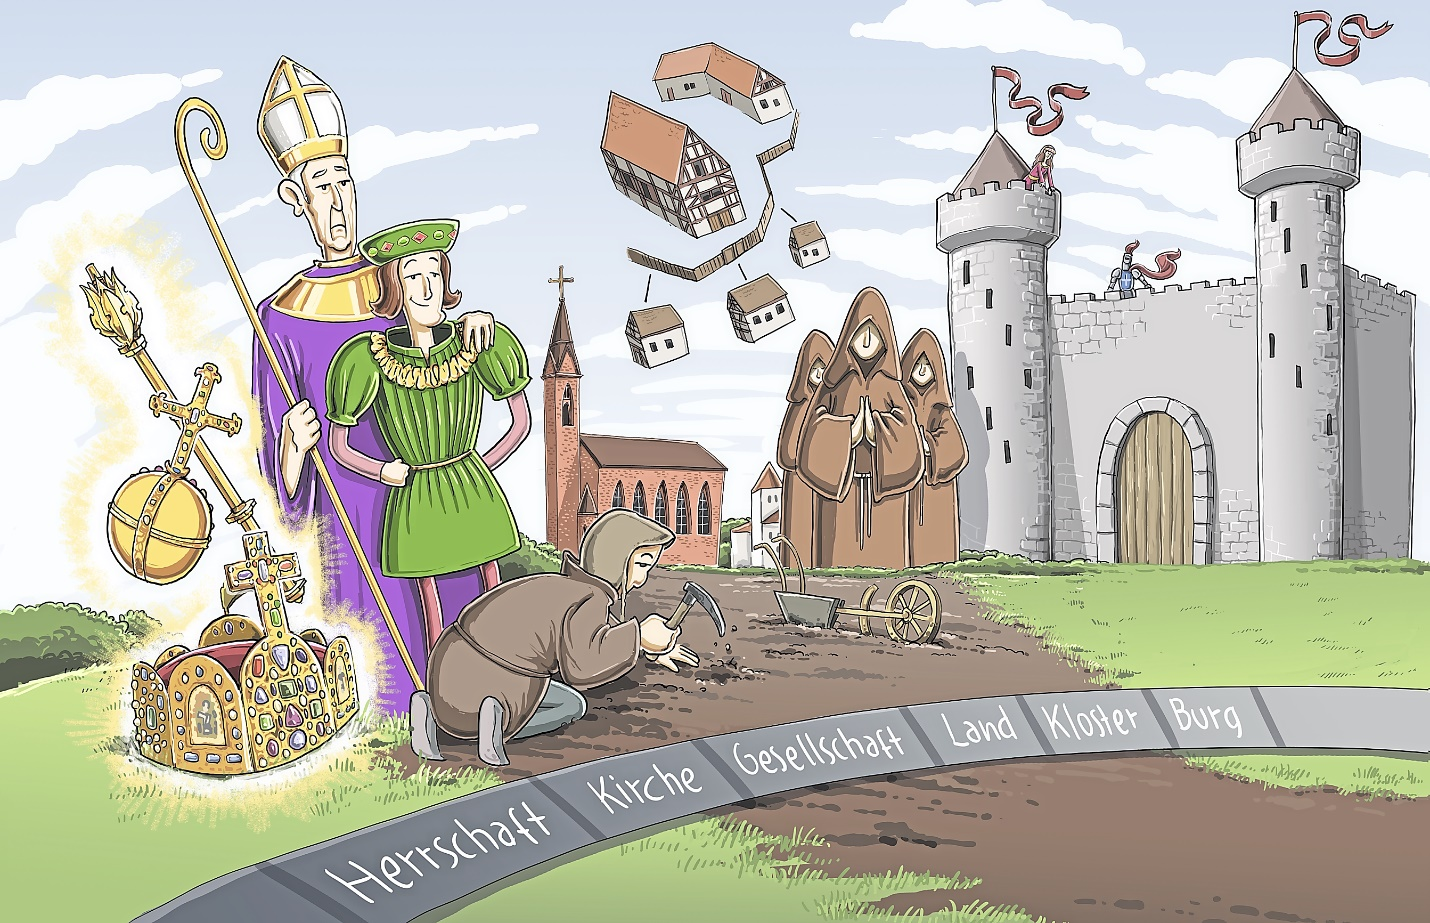 Herrschaft
Kirche
Gesellschaft
Land
Kloster
Burg